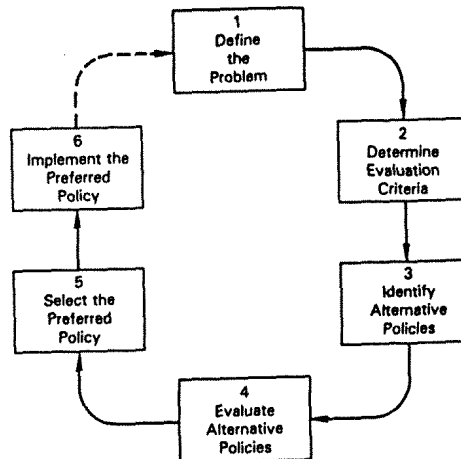 1
Define
the
Problem
2
Determine
Evaluation
Criteria
3
Identify
Alternative
Policies
4
Evaluate
Alternative
Policies
5
Select the
Preferred
Policy
6
Implement the
Preferred
Policy